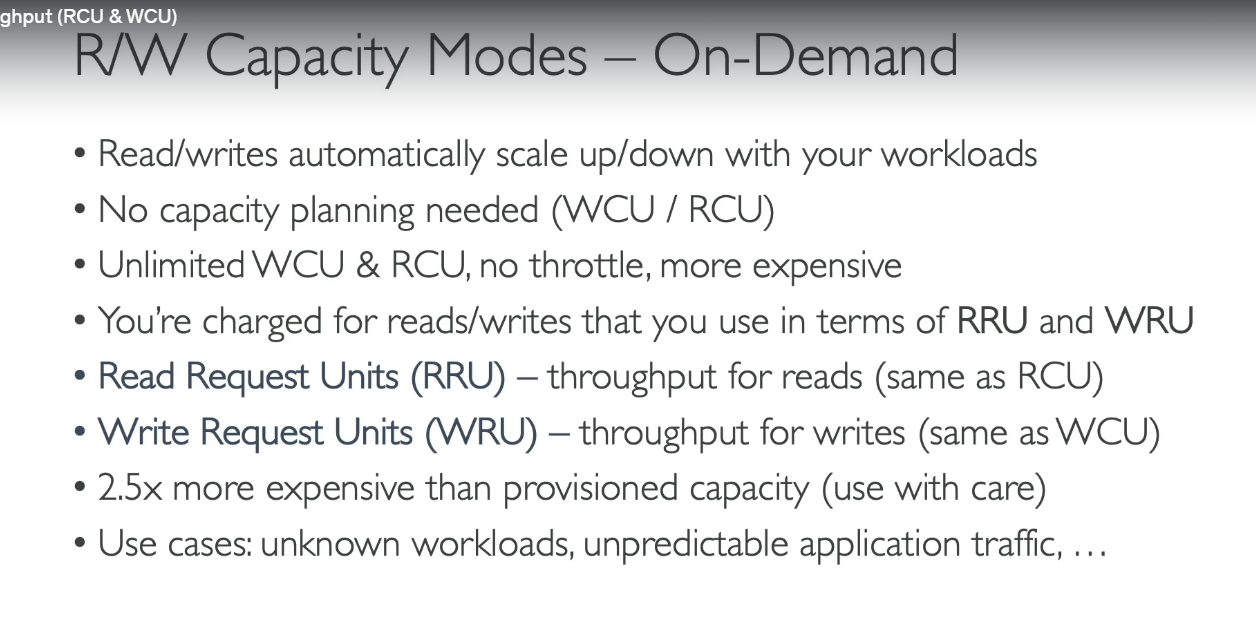 ghput (RCU & WCU)
R/W Capacity Modes – On-Demand
• Read/writes automatically scale up/down with your workloads
• No capacity planning needed (WCU / RCU)
• Unlimited WCU & RCU, no throttle, more expensive
• You’re charged for reads/writes that you use in terms of RRU and WRU
• Read Request Units (RRU) – throughput for reads (same as RCU)
• Write Request Units (WRU) – throughput for writes (same as WCU)
• 2.5x more expensive than provisioned capacity (use with care)
• Use cases: unknown workloads, unpredictable application traffic, …